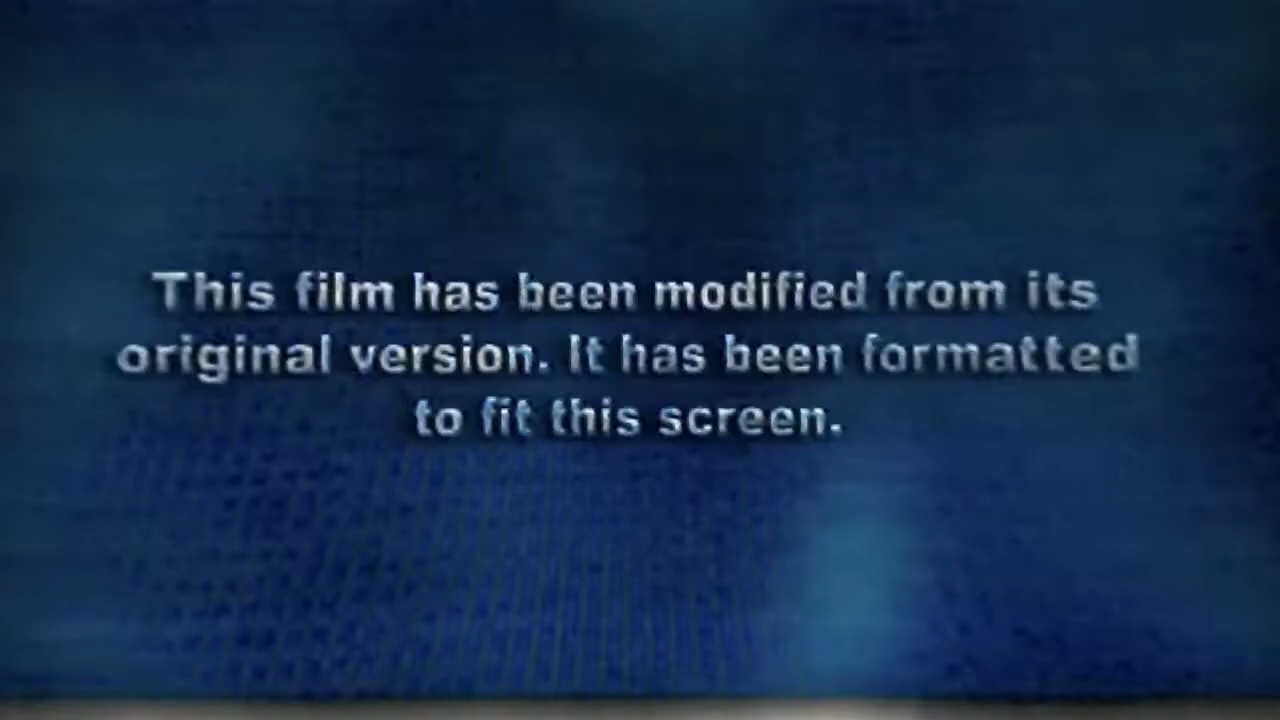 This film has been modified from its
original version. It has been formatted
to fit this screen.